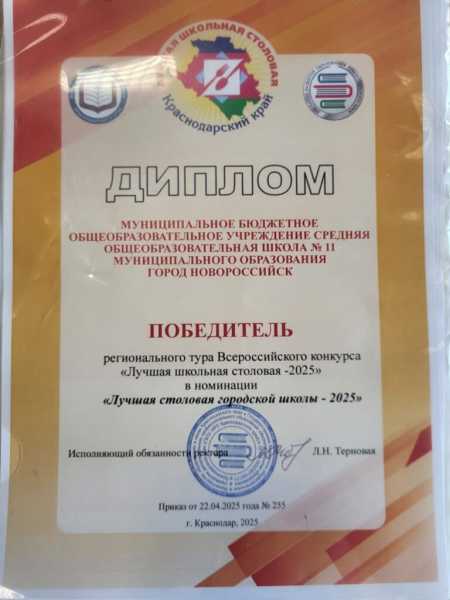 ЛУЧШАЯ ШКОЛЬНАЯ СТОЛОВАЯ
Краснодарский край
ДИПЛОМ
МУНИЦИПАЛЬНОЕ БЮДЖЕТНОЕ
ОБЩЕОБРАЗОВАТЕЛЬНОЕ УЧРЕЖДЕНИЕ СРЕДНЯЯ
ОБЩЕОБРАЗОВАТЕЛЬНАЯ ШКОЛА № 11
МУНИЦИПАЛЬНОГО ОБРАЗОВАНИЯ
ГОРОД НОВОРОССИЙСК
ПОБЕДИТЕЛЬ
регионального тура Всероссийского конкурса
«Лучшая школьная столовая -2025»
в номинации
«Лучшая столовая городской школы - 2025»
Исполняющий обязанности ректора Л.Н. Терновая
Приказ от 22.04.2025 года № 255
г. Краснодар, 2025